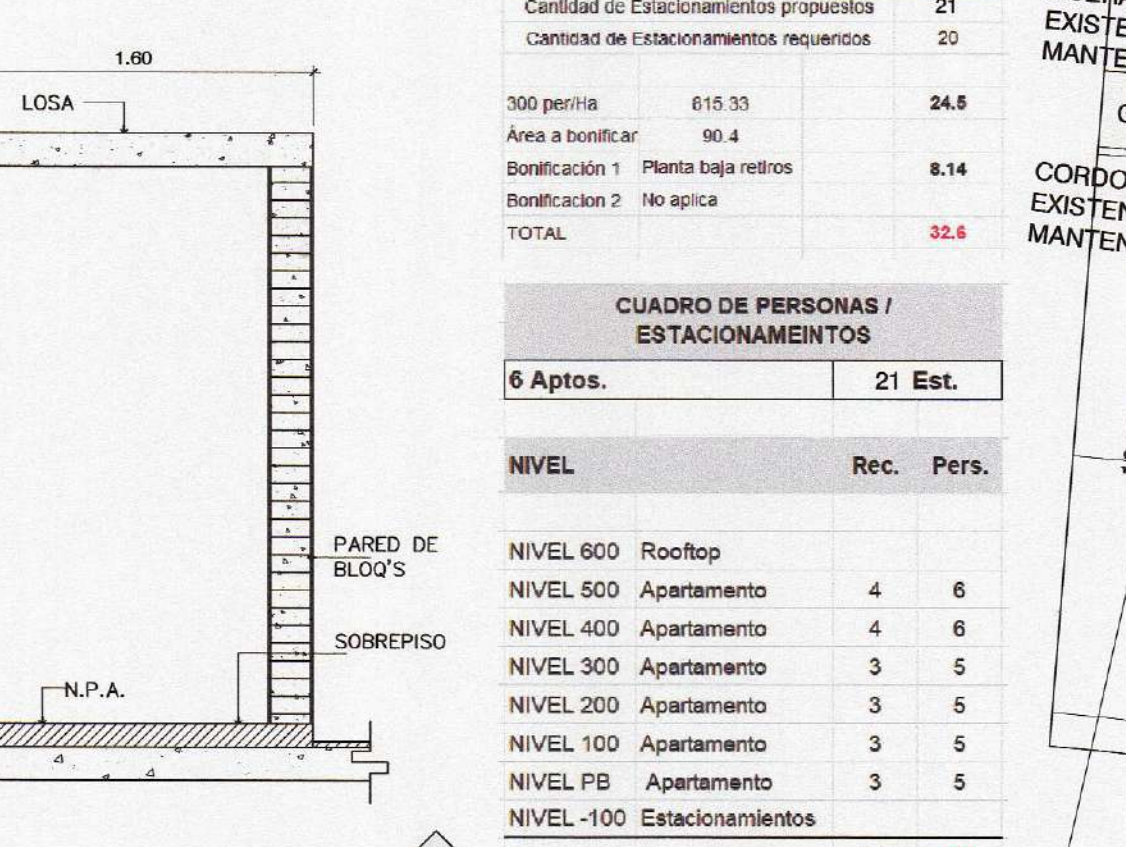 1.60
LOSA
PARED DE
BLOQ'S
SOBREPISO
N.P.A.
Cantidad de Estacionamientos propuestos 21
Cantidad de Estacionamientos requeridos 20
300 per/Ha 815.33 24.5
Área a bonificar 90.4
Bonificación 1 Planta baja retiros 8.14
Bonificacion 2 No aplica
TOTAL 32.6
CUADRO DE PERSONAS /
ESTACIONAMEINTOS
6 Aptos. 21 Est.
NIVEL Rec. Pers.
NIVEL 600 Rooftop
NIVEL 500 Apartamento 4 6
NIVEL 400 Apartamento 4 6
NIVEL 300 Apartamento 3 5
NIVEL 200 Apartamento 3 5
NIVEL 100 Apartamento 3 5
NIVEL PB Apartamento 3 5
NIVEL -100 Estacionamientos
EXISTE
MANTE
CORDO
EXISTEN
MANTEN